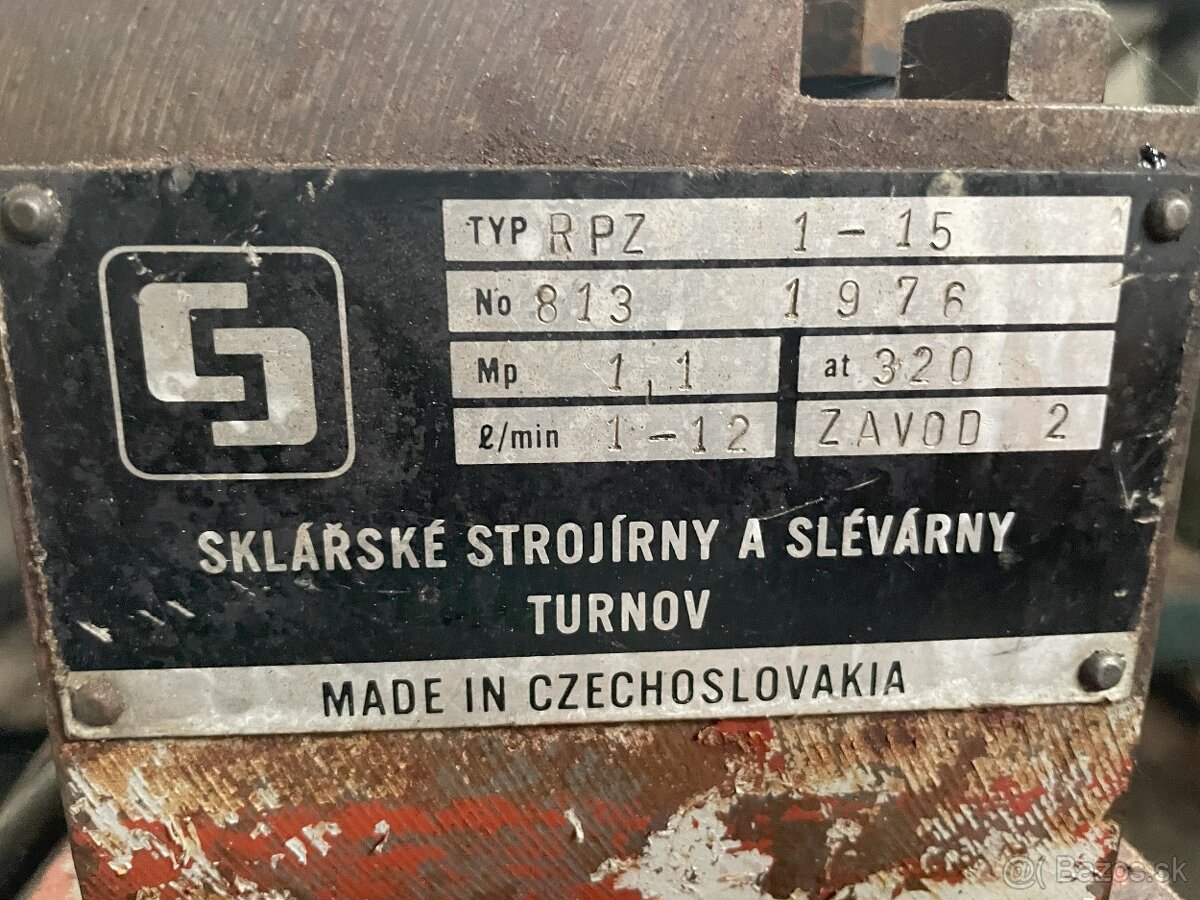 TYP RPZ 1-15
No 813 1976
Mp 1,1 at 320
ℓ/min 1-12 ZAVOD 2
SKLÁŘSKÉ STROJÍRNY A SLÉVÁRNY
TURNOV
MADE IN CZECHOSLOVAKIA
@( Bazos.sk